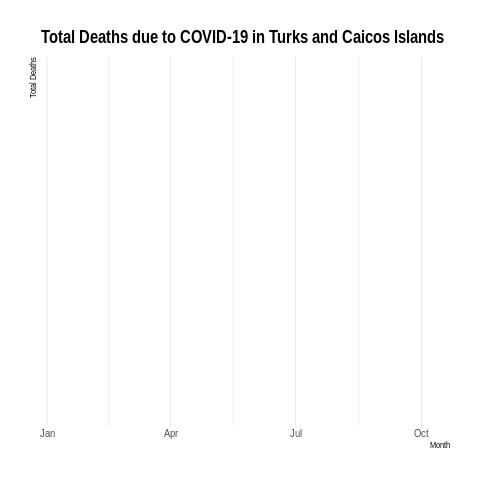 Total Deaths due to COVID-19 in Turks and Caicos Islands
Total Deaths
Jan Apr Jul Oct
Month